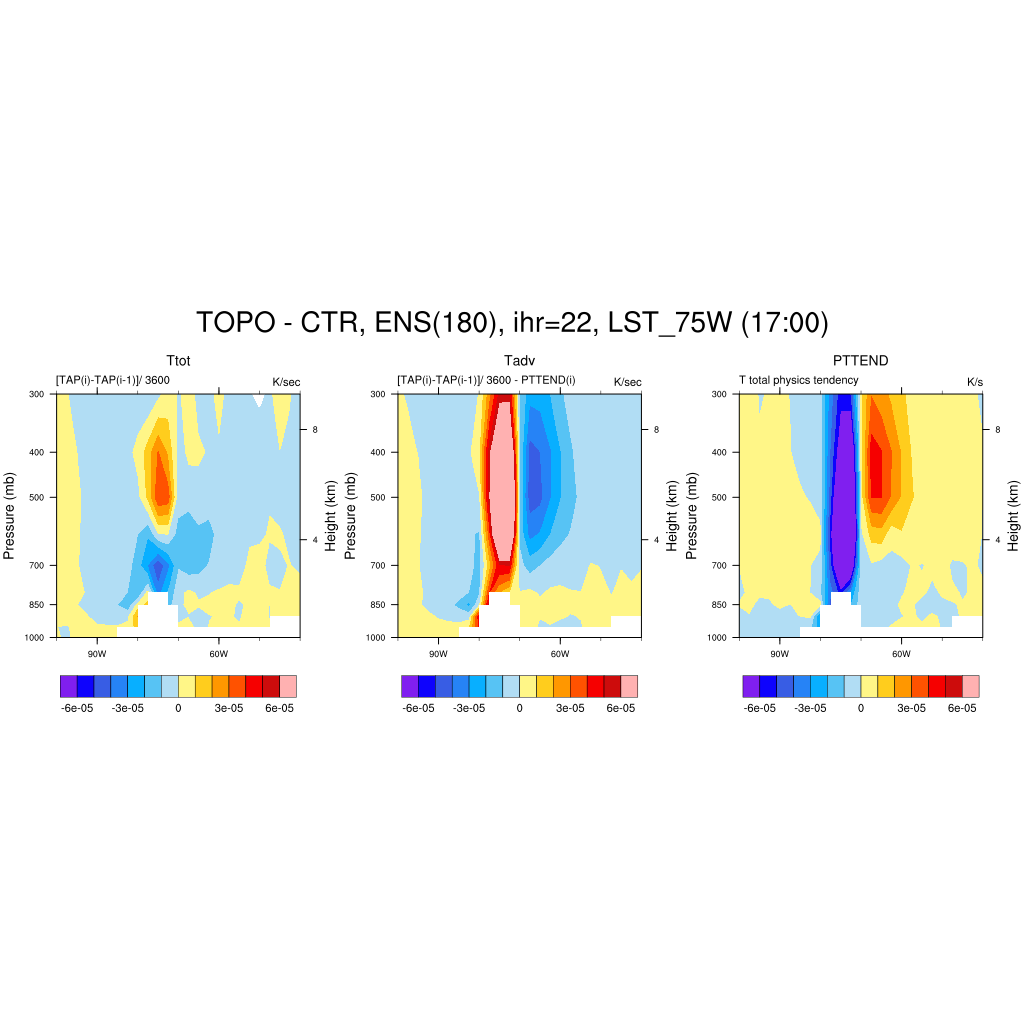 TOPO - CTR, ENS(180), ihr=22, LST_75W (17:00)
Ttot
[TAP(i)-TAP(i-1)]/ 3600 K/sec
Pressure (mb)
300
400
500
700
850
1000
8
4
Height (km)
90W 60W
-6e-05 -3e-05 0 3e-05 6e-05
Tadv
[TAP(i)-TAP(i-1)]/ 3600 - PTTEND(i) K/sec
Pressure (mb)
300
400
500
700
850
1000
8
4
Height (km)
90W 60W
-6e-05 -3e-05 0 3e-05 6e-05
PTTEND
T total physics tendency K/s
Pressure (mb)
300
400
500
700
850
1000
8
4
Height (km)
90W 60W
-6e-05 -3e-05 0 3e-05 6e-05